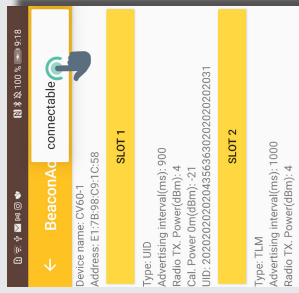 100 % 9:18
BeaconAc
connectable
Device name: CV60-1
Address: E1:7B:98:C9:1C:58
SLOT 1
Type: UID
Advertising interval(ms): 900
Radio TX. Power(dBm): 4
Cal. Power 0m(dBm): -21
UID: 20202020202043563630202020202031
SLOT 2
Type: TLM
Advertising interval(ms): 1000
Radio TX. Power(dBm): 4